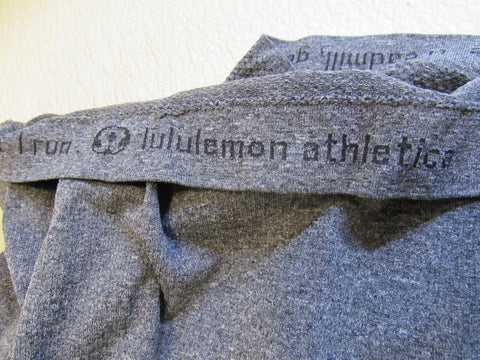 I run. lululemon athletica